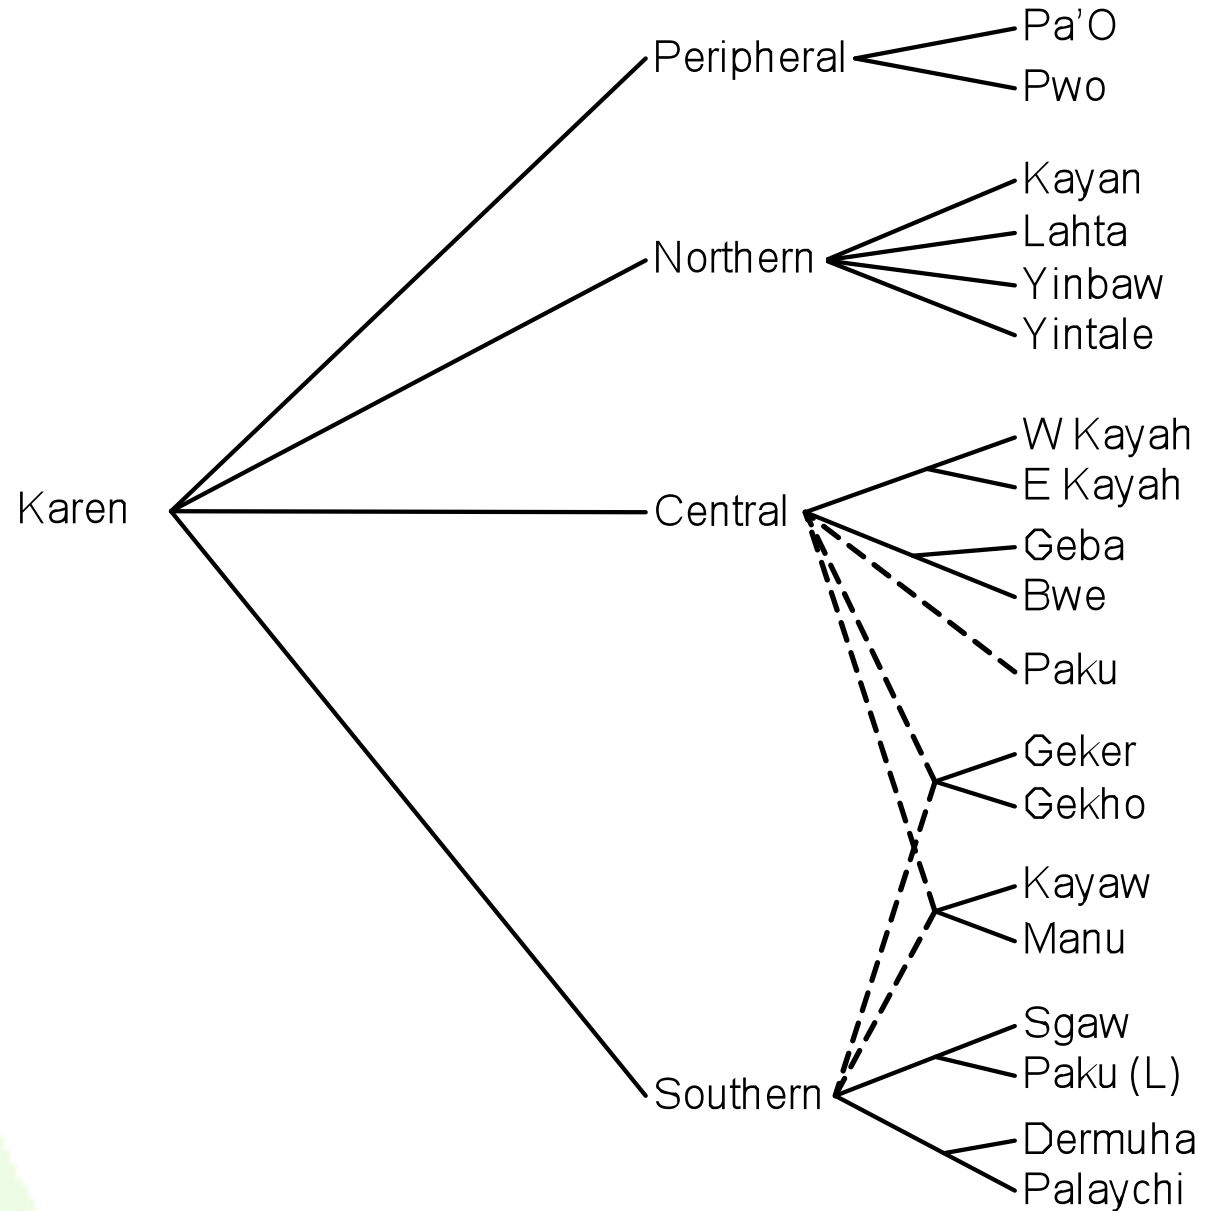 Pa’O
Peripheral
Pwo
Kayan
Lahta
Northern
Yinbaw
Yintale
W Kayah
E Kayah
Karen
Central
Geba
Bwe
Paku
Geker
Gekho
Kayaw
Manu
Sgaw
Paku (L)
Southern
Dermuha
Palaychi